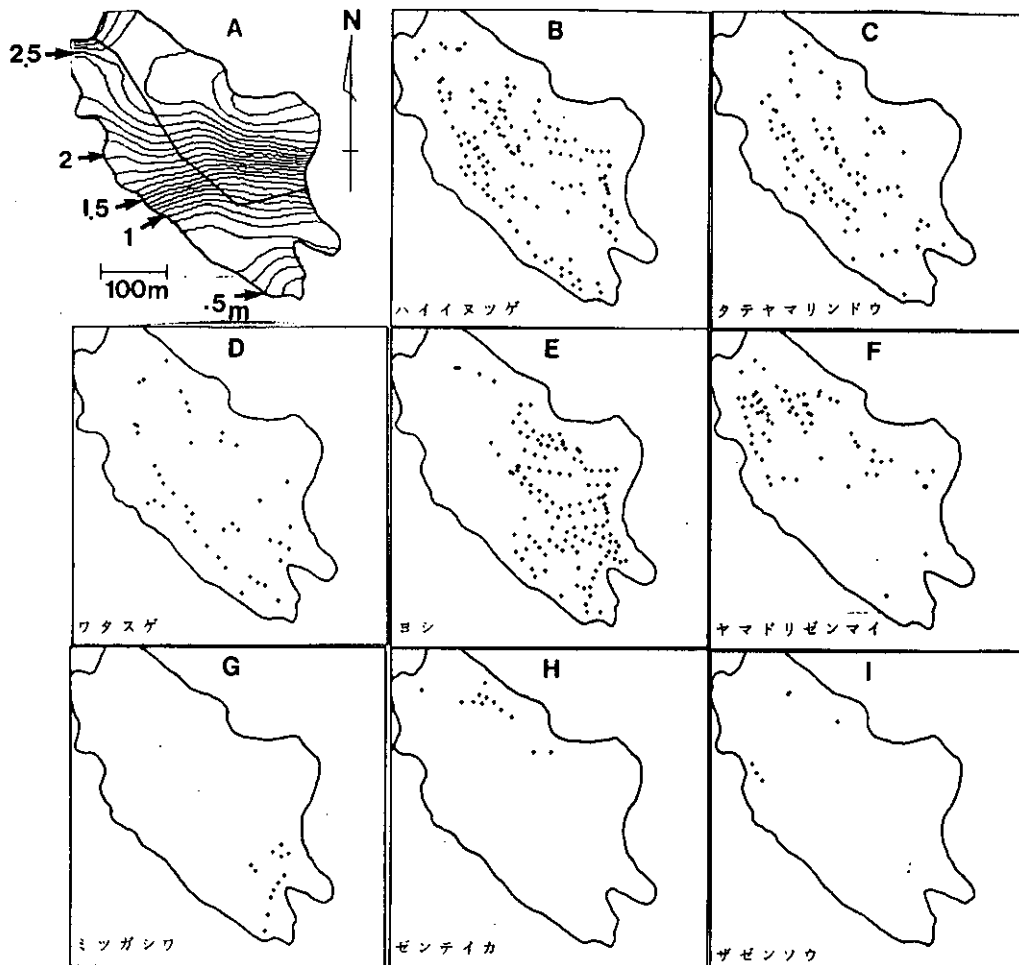 A
N
2.5
2
1.5
1
100m
.5m
B
ハイイヌツゲ
C
タテヤマリンドウ
D
ワタスゲ
E
ヨシ
F
ヤマドリゼンマイ
G
ミツガシワ
H
ゼンテイカ
I
ザゼンソウ